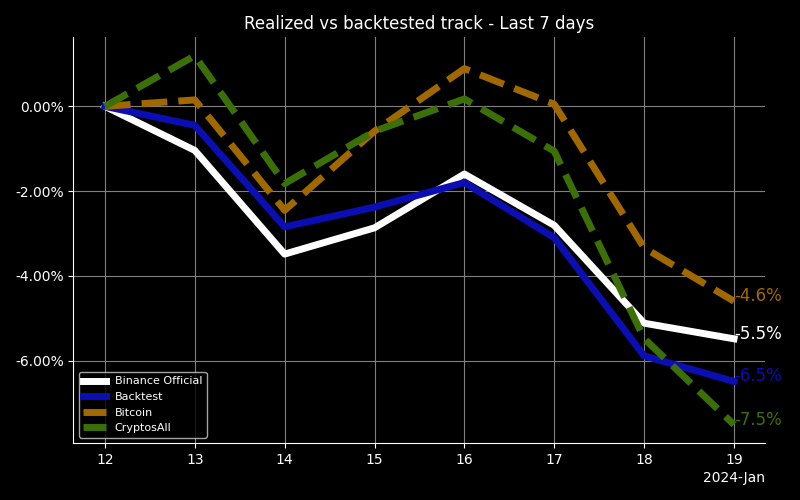 Realized vs backtested track - Last 7 days
0.00%
-2.00%
-4.00%
-6.00%
-4.6%
-5.5%
-6.5%
-7.5%
Binance Official
Backtest
Bitcoin
CryptosAll
12 13 14 15 16 17 18 19
2024-Jan